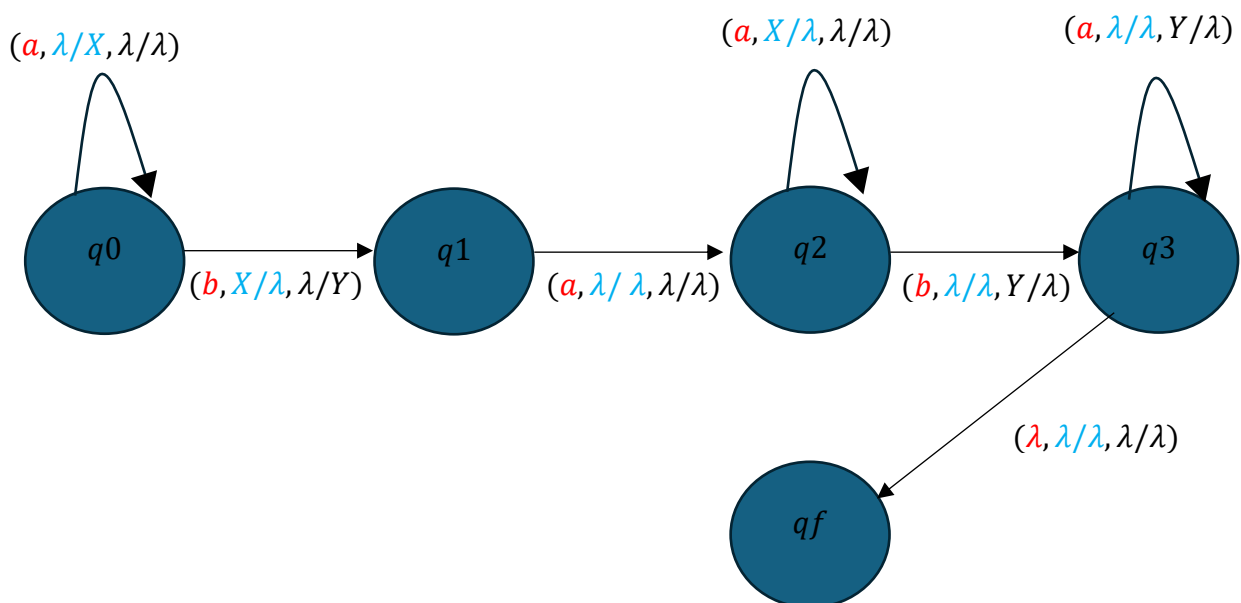 (a, λ/X, λ/λ)
(a, X/λ, λ/λ)
(a, λ/λ, Y/λ)
q0
q1
q2
q3
(b, X/λ, λ/Y)
(a, λ/ λ, λ/λ)
(b, λ/λ, Y/λ)
(λ, λ/λ, λ/λ)
qf